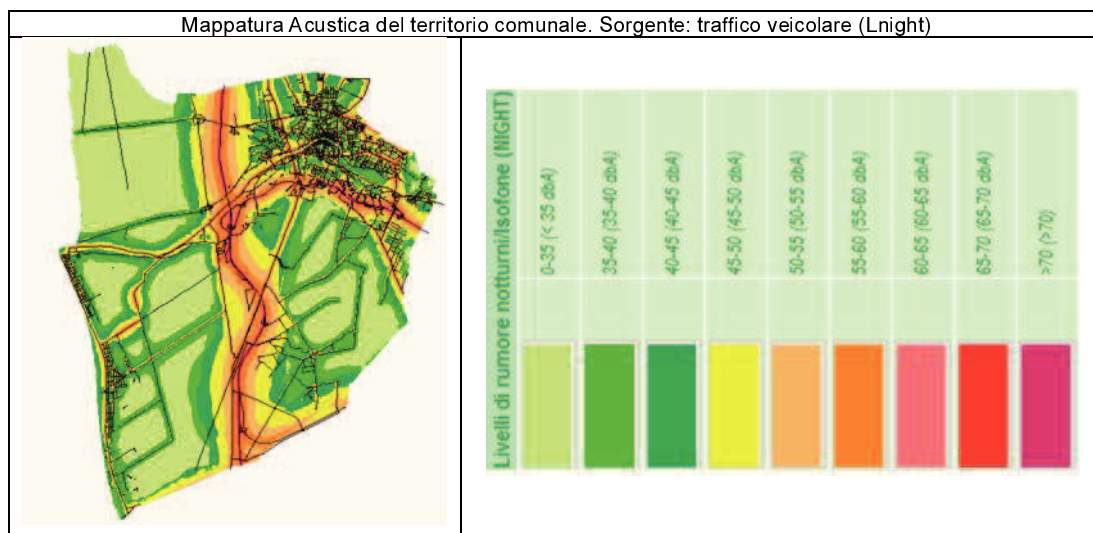 Mappatura Acustica del territorio comunale. Sorgente: traffico veicolare (Lnight)
Livelli di rumore notturni/Isofone (NIGHT)
0-35 (< 35 dbA)
35-40 (35-40 dbA)
40-45 (40-45 dbA)
45-50 (45-50 dbA)
50-55 (50-55 dbA)
55-60 (55-60 dbA)
60-65 (60-65 dbA)
65-70 (65-70 dbA)
>70 (>70)